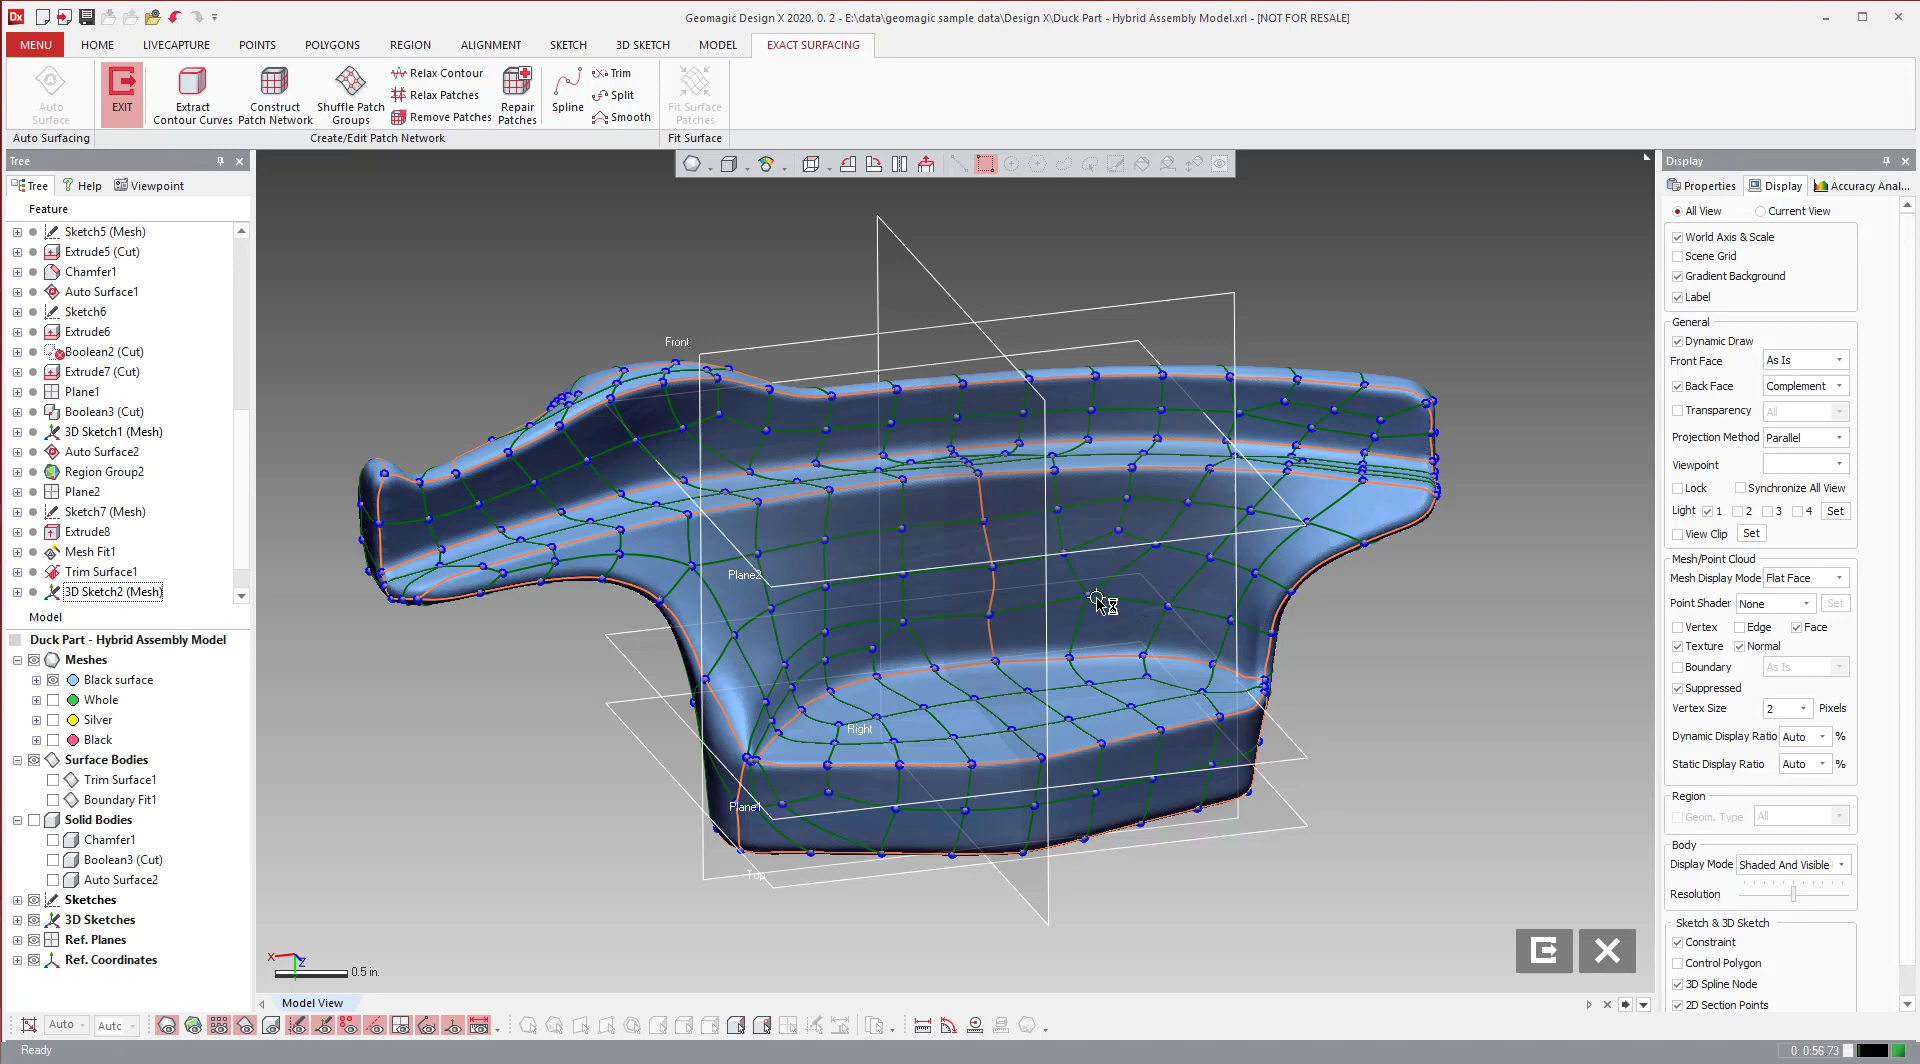 Dx
Geomagic Design X 2020. 0. 2 - E:\data\geomagic sample data\Design X\Duck Part - Hybrid Assembly Model.xrl - [NOT FOR RESALE]
MENU HOME LIVECAPTURE POINTS POLYGONS REGION ALIGNMENT SKETCH 3D SKETCH MODEL EXACT SURFACING
Auto Surface
EXIT
Extract Contour Curves
Construct Patch Network
Shuffle Patch Groups
Relax Contour
Relax Patches
Remove Patches
Repair Patches
Spline
Trim
Split
Smooth
Fit Surface Patches
Auto Surfacing Create/Edit Patch Network Fit Surface
Tree
Tree Help Viewpoint
Feature
Sketch5 (Mesh)
Extrude5 (Cut)
Chamfer1
Auto Surface1
Sketch6
Extrude6
Boolean2 (Cut)
Extrude7 (Cut)
Plane1
Boolean3 (Cut)
3D Sketch1 (Mesh)
Auto Surface2
Region Group2
Plane2
Sketch7 (Mesh)
Extrude8
Mesh Fit1
Trim Surface1
3D Sketch2 (Mesh)
Model
Duck Part - Hybrid Assembly Model
Meshes
Black surface
Whole
Silver
Black
Surface Bodies
Trim Surface1
Boundary Fit1
Solid Bodies
Chamfer1
Boolean3 (Cut)
Auto Surface2
Sketches
3D Sketches
Ref. Planes
Ref. Coordinates
Front
Plane2
Right
Plane1
Top
X
Z
0.5 in.
Model View
Display
Properties Display Accuracy Anal...
All View Current View
World Axis & Scale
Scene Grid
Gradient Background
Label
General
Dynamic Draw
Front Face As Is
Back Face Complement
Transparency All
Projection Method Parallel
Viewpoint
Lock Synchronize All View
Light 1 2 3 4 Set
View Clip Set
Mesh/Point Cloud
Mesh Display Mode Flat Face
Point Shader None Set
Vertex Edge Face
Texture Normal
Boundary As Is
Suppressed
Vertex Size 2 Pixels
Dynamic Display Ratio Auto %
Static Display Ratio Auto %
Region
Geom. Type All
Body
Display Mode Shaded And Visible
Resolution
Sketch & 3D Sketch
Constraint
Control Polygon
3D Spline Node
2D Section Points
Auto Auto
Ready
0: 0:56.73